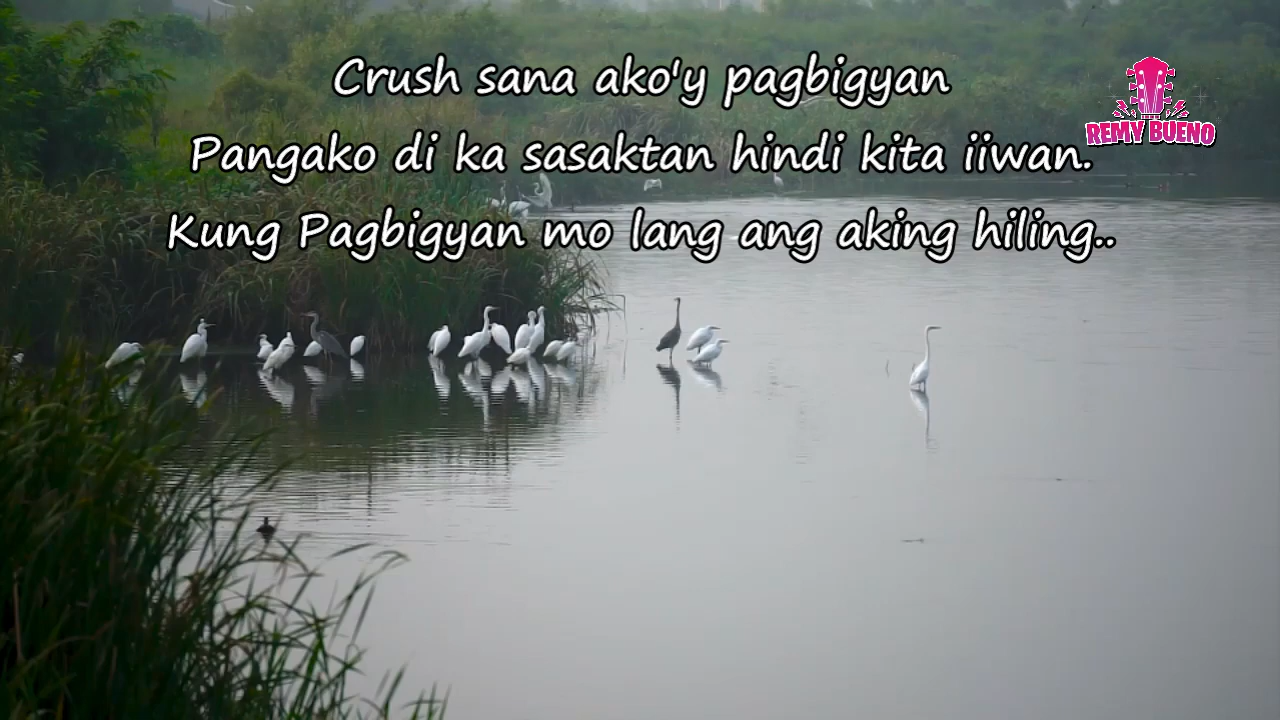 Crush sana ako'y pagbigyan
Pangako di ka sasaktan hindi kita iiwan.
Kung Pagbigyan mo lang ang aking hiling..
REMY BUENO